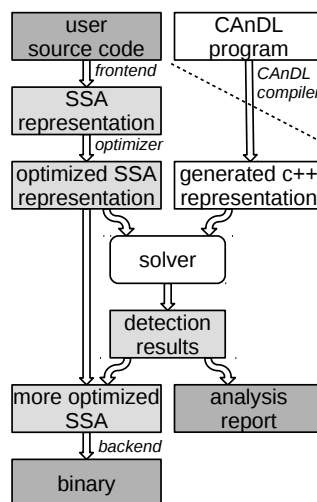 user
source code
CAnDL
program
frontend
CAnDL
compiler
SSA
representation
optimizer
optimized SSA
representation
generated c++
representation
solver
detection
results
more optimized
SSA
analysis
report
backend
binary